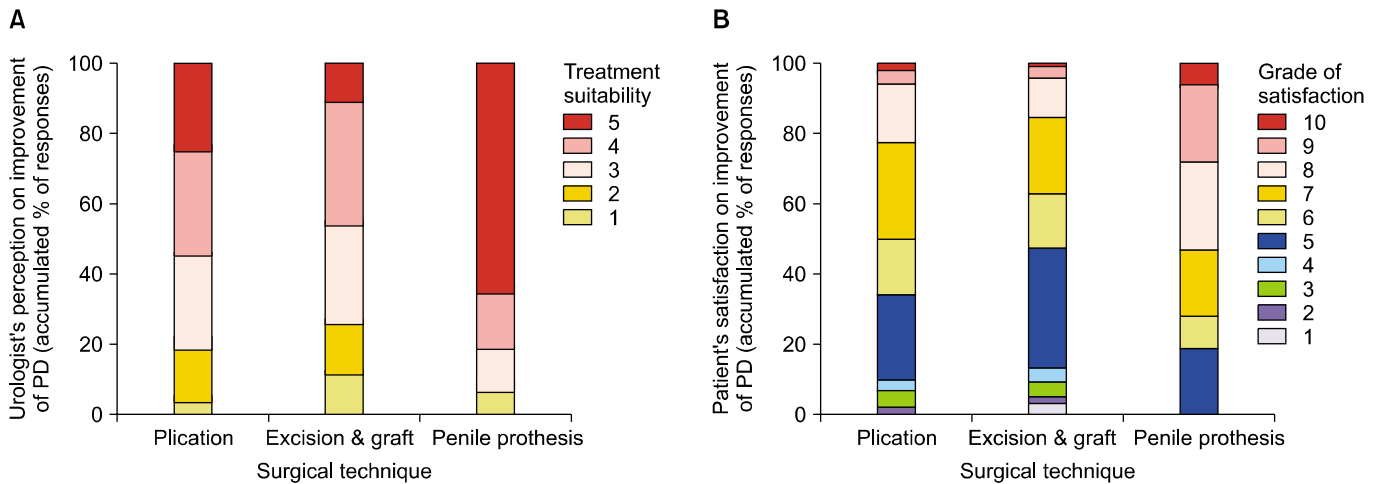 A
Urologist's perception on improvement
of PD (accumulated % of responses)
100
80
60
40
20
0
Plication
Excision & graft
Penile prothesis
Surgical technique
Treatment
suitability
5
4
3
2
1
B
Patient's satisfaction on improvement
of PD (accumulated % of responses)
100
80
60
40
20
0
Plication
Excision & graft
Penile prothesis
Surgical technique
Grade of
satisfaction
10
9
8
7
6
5
4
3
2
1